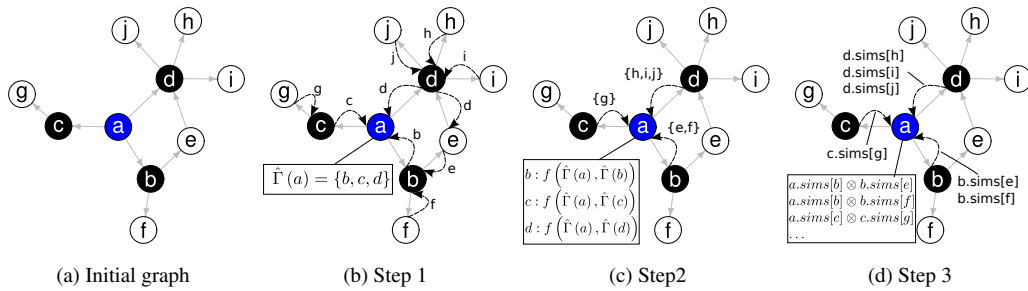 j
h
d
i
g
c
a
e
b
f
(a) Initial graph
j
h
h
j
i
d
i
g
g
c
c
d
d
a
b
e
e
b
f
f
Γ̂ (a) = {b, c, d}
(b) Step 1
j
h
{h,i,j}
d
i
g
{g}
c
a
{e,f}
e
b
f
b : f (Γ̂ (a) , Γ̂ (b))
c : f (Γ̂ (a) , Γ̂ (c))
d : f (Γ̂ (a) , Γ̂ (d))
(c) Step2
d.sims[h]
d.sims[i]
d.sims[j]
j
h
d
i
g
c
a
e
c.sims[g]
b
b.sims[e]
b.sims[f]
f
a.sims[b] ⊗ b.sims[e]
a.sims[b] ⊗ b.sims[f]
a.sims[c] ⊗ c.sims[g]
...
(d) Step 3